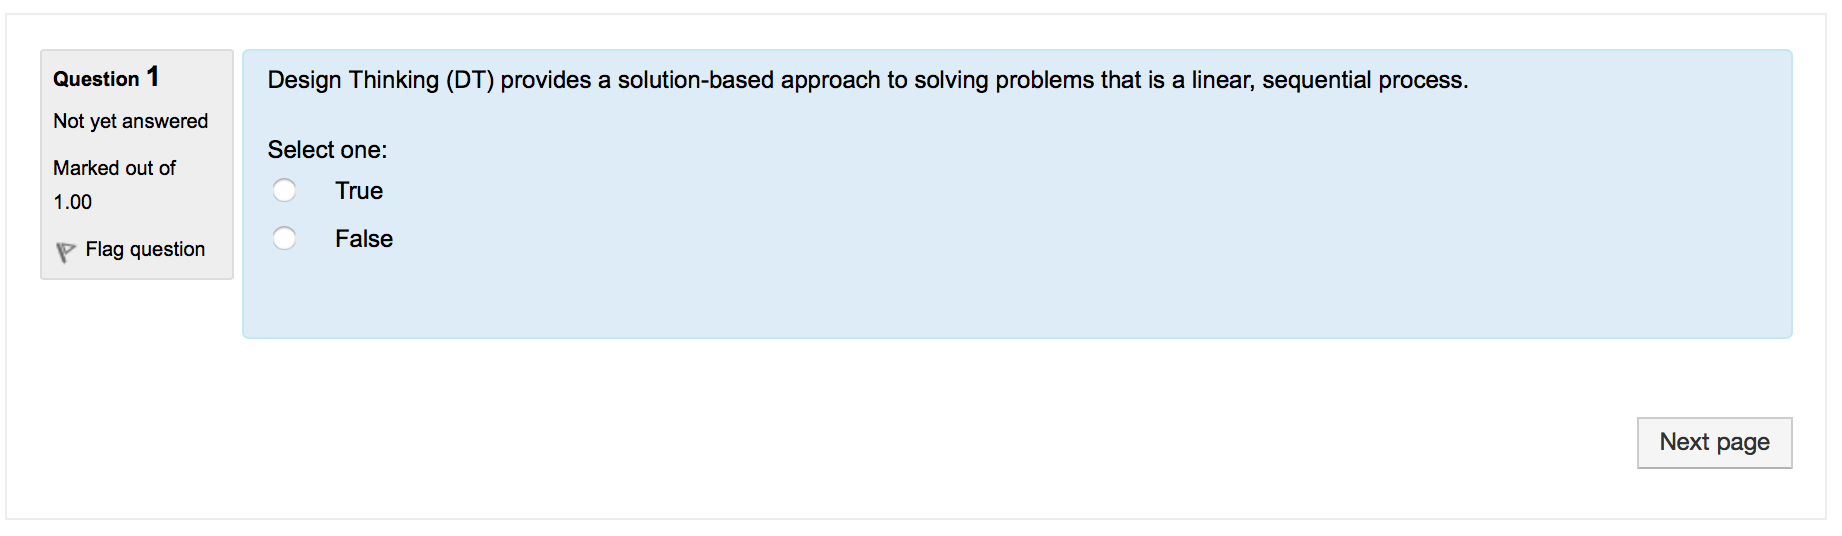 Question 1
Not yet answered
Marked out of
1.00
Flag question
Design Thinking (DT) provides a solution-based approach to solving problems that is a linear, sequential process.
Select one:
True
False
Next page